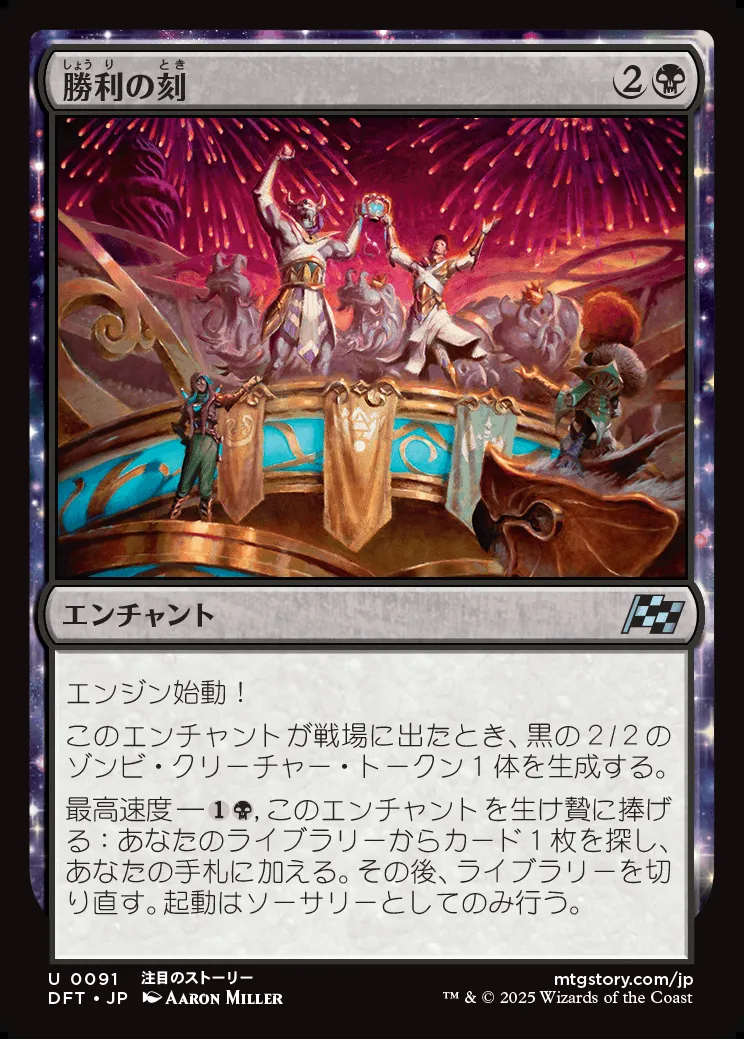 しょうり とき
勝利の刻 2
エンチャント
エンジン始動！
このエンチャントが戦場に出たとき、黒の２/２の
ゾンビ・クリーチャー・トークン１体を生成する。
最高速度 — 1 , このエンチャントを生け贄に捧げ
る：あなたのライブラリーからカード１枚を探し、
あなたの手札に加える。その後、ライブラリーを切
り直す。起動はソーサリーとしてのみ行う。
U 0091 注目のストーリー mtgstory.com/jp
DFT • JP AARON MILLER ™ & © 2025 Wizards of the Coast